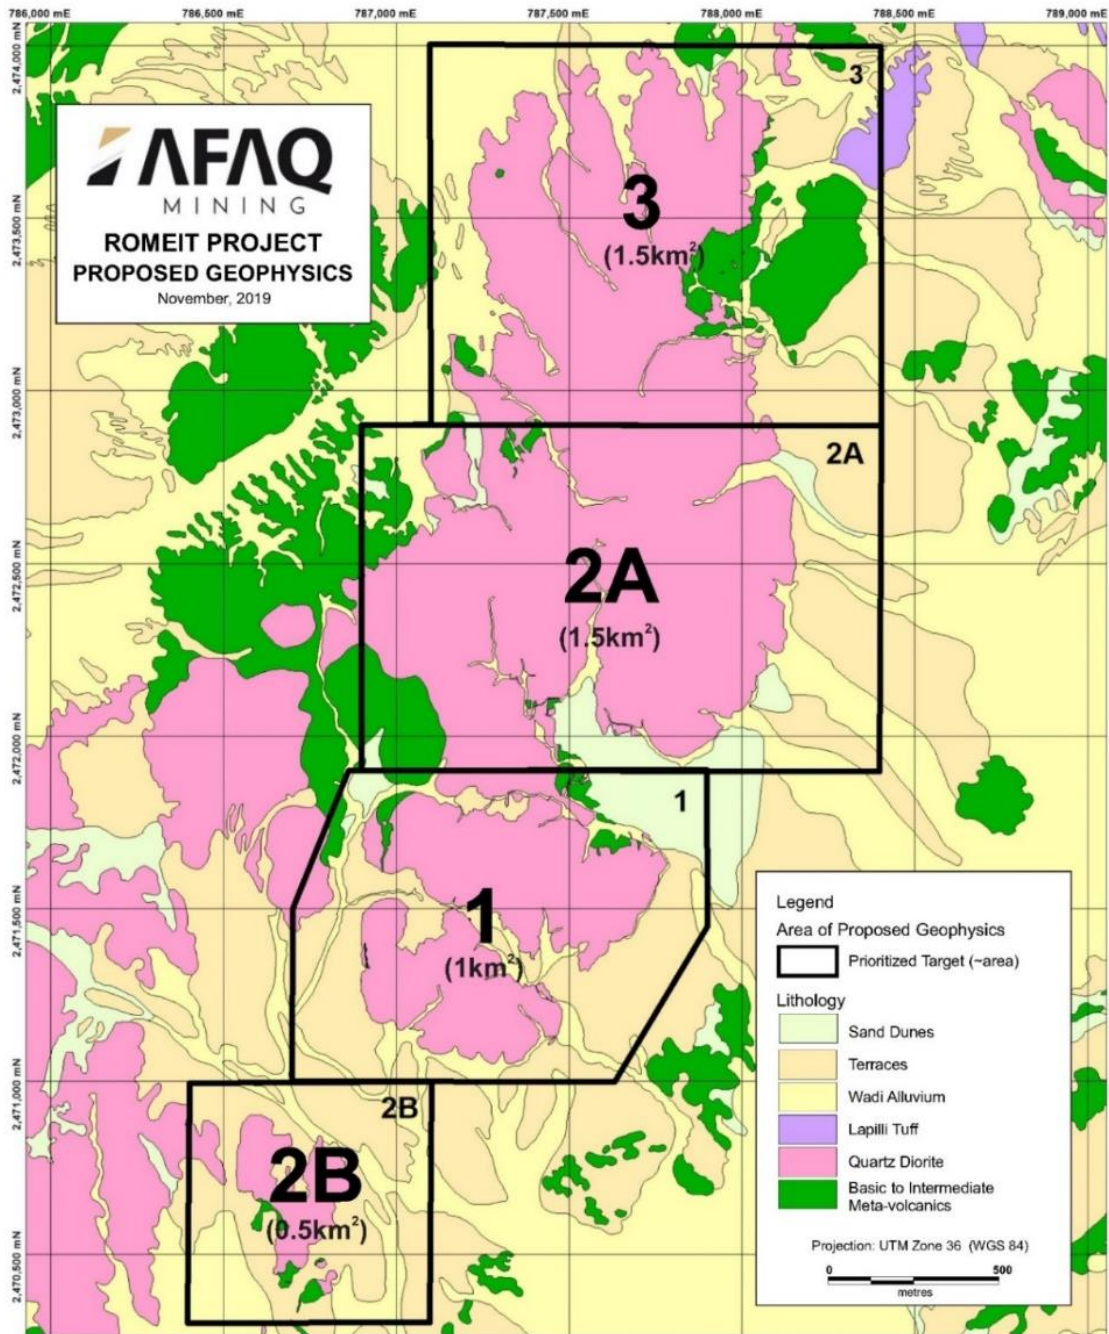 786,000 mE 786,500 mE 787,000 mE 787,500 mE 788,000 mE 788,500 mE 789,000 mE
2,474,000 mN
2,473,500 mN
2,473,000 mN
2,472,500 mN
2,472,000 mN
2,471,500 mN
2,471,000 mN
2,470,500 mN
AFAQ
MINING
ROMEIT PROJECT
PROPOSED GEOPHYSICS
November, 2019
3
3
(1.5km²)
2A
2A
(1.5km²)
1
1
(1km²)
2B
2B
(0.5km²)
Legend
Area of Proposed Geophysics
Prioritized Target (~area)
Lithology
Sand Dunes
Terraces
Wadi Alluvium
Lapilli Tuff
Quartz Diorite
Basic to Intermediate
Meta-volcanics
Projection: UTM Zone 36 (WGS 84)
0 500
metres